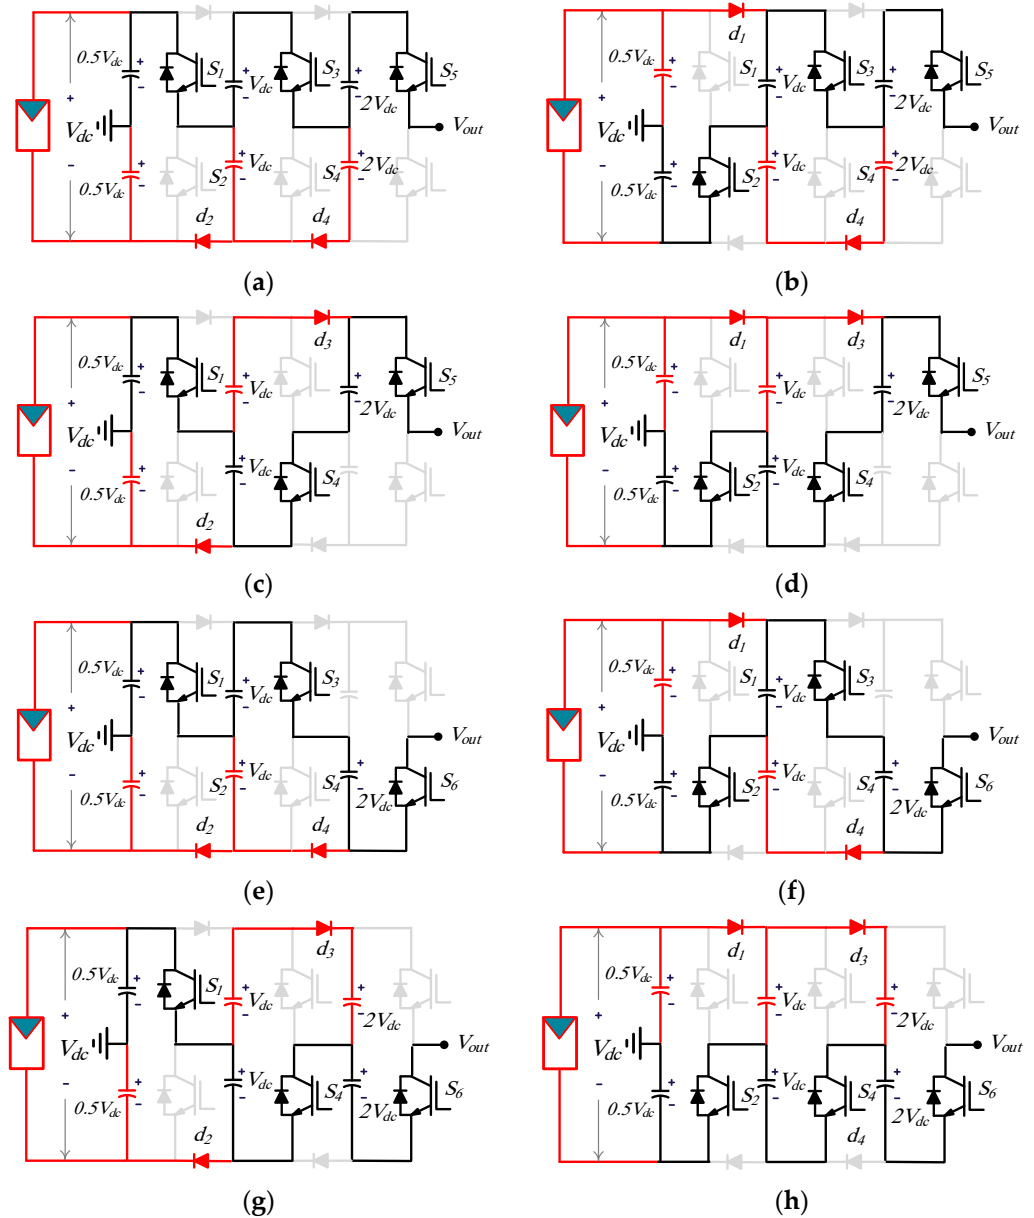 0.5Vdc + − S1 + − Vdc S3 + − 2Vdc S5
+ Vdc − Vout
0.5Vdc + − S2 + − Vdc S4 + − 2Vdc
d2 d4
(a)
d1
0.5Vdc + − S1 + − Vdc S3 + − 2Vdc S5
+ Vdc − Vout
0.5Vdc + − S2 + − Vdc S4 + − 2Vdc
d4
(b)
d3
0.5Vdc + − S1 + − Vdc + − 2Vdc S5
+ Vdc − Vout
0.5Vdc + − + − Vdc S4
d2
(c)
d1 d3
0.5Vdc + − + − Vdc + − 2Vdc S5
+ Vdc − Vout
0.5Vdc + − S2 + − Vdc S4
(d)
0.5Vdc + − S1 + − Vdc S3
+ Vdc − Vout
0.5Vdc + − S2 + − Vdc S4 + − 2Vdc S6
d2 d4
(e)
d1
0.5Vdc + − S1 + − Vdc S3
+ Vdc − Vout
0.5Vdc + − S2 + − Vdc S4 + − 2Vdc S6
d4
(f)
d3
0.5Vdc + − S1 + − Vdc + − 2Vdc
+ Vdc − Vout
0.5Vdc + − + − Vdc S4 + − 2Vdc S6
d2
(g)
d1 d3
0.5Vdc + − + − Vdc + − 2Vdc
+ Vdc − Vout
0.5Vdc + − S2 + − Vdc S4 + − 2Vdc S6
d4
(h)